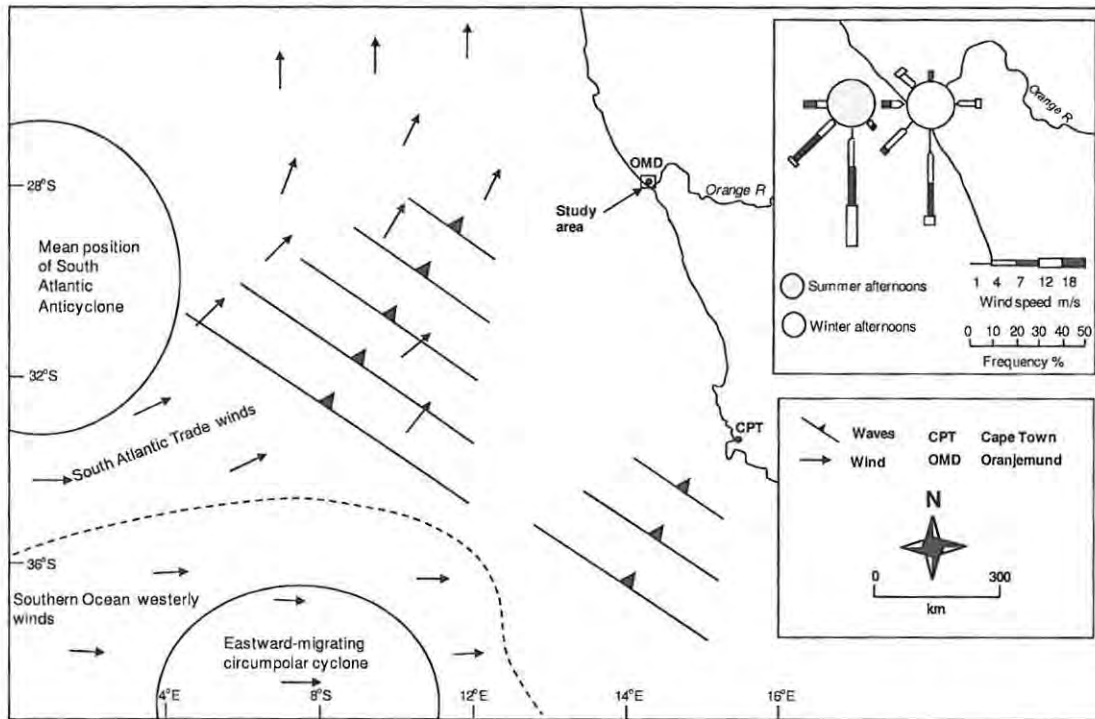 28°S
32°S
36°S
Mean position
of South
Atlantic
Anticyclone
South Atlantic Trade winds
Southern Ocean westerly
winds
Eastward-migrating
circumpolar cyclone
4°E
8°S
12°E
14°E
16°E
OMD
Orange R
Study
area
CPT
Orange R
Summer afternoons
Winter afternoons
1 4 7 12 18
Wind speed m/s
0 10 20 30 40 50
Frequency %
Waves CPT Cape Town
Wind OMD Oranjemund
N
0 300
km